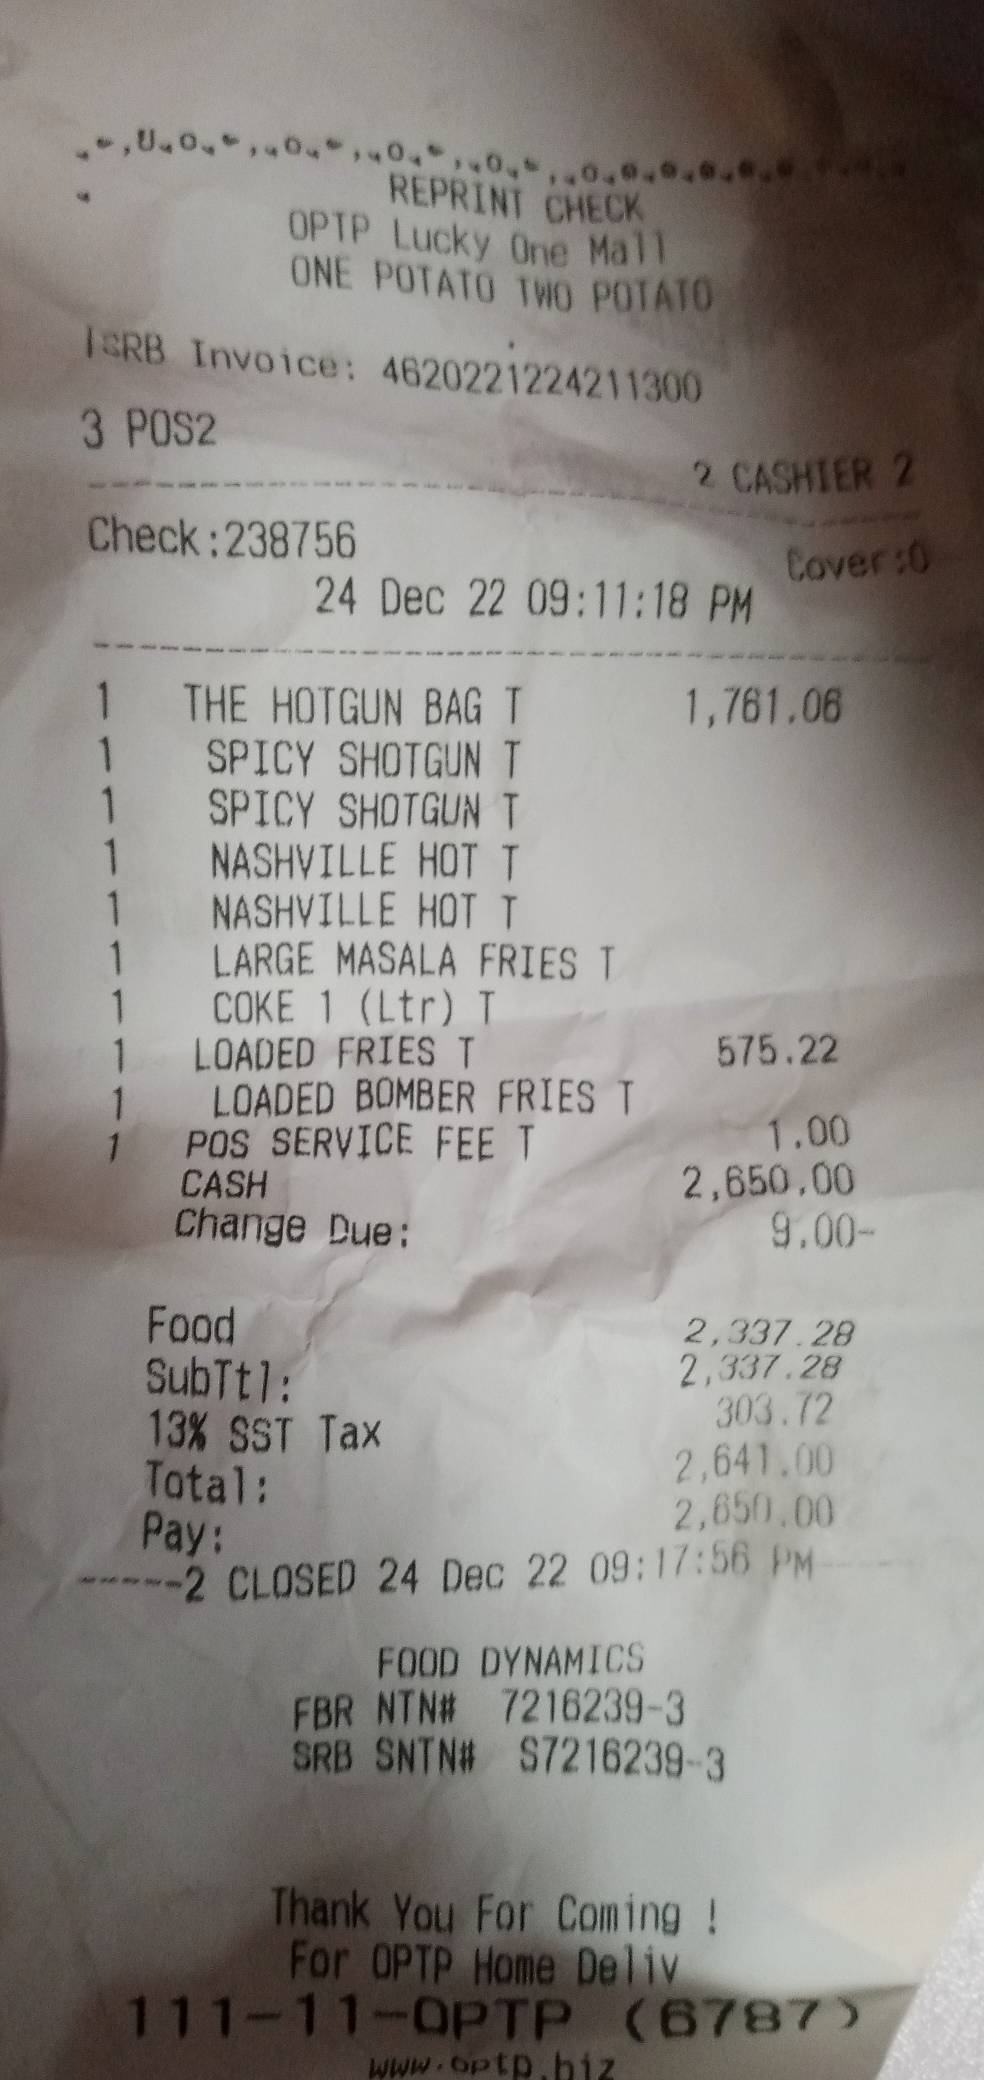 REPRINT CHECK
OPTP Lucky One Mall
ONE POTATO TWO POTATO
SRB Invoice: 4620221224211300
3 POS2
2 CASHIER 2
Check:238756
Cover:0
24 Dec 22 09:11:18 PM
1 THE HOTGUN BAG T 1,761.06
1 SPICY SHOTGUN T
1 SPICY SHOTGUN T
1 NASHVILLE HOT T
1 NASHVILLE HOT T
1 LARGE MASALA FRIES T
1 COKE 1 (Ltr) T
1 LOADED FRIES T 575.22
1 LOADED BOMBER FRIES T
1 POS SERVICE FEE T 1.00
CASH 2,650.00
Change Due: 9.00-
Food 2,337.28
SubTtl: 2,337.28
13% SST Tax 303.72
Total: 2,641.00
Pay: 2,650.00
-----2 CLOSED 24 Dec 22 09:17:56 PM-----
FOOD DYNAMICS
FBR NTN# 7216239-3
SRB SNTN# S7216239-3
Thank You For Coming !
For OPTP Home Deliv
111-11-OPTP (6787)
www.optp.biz